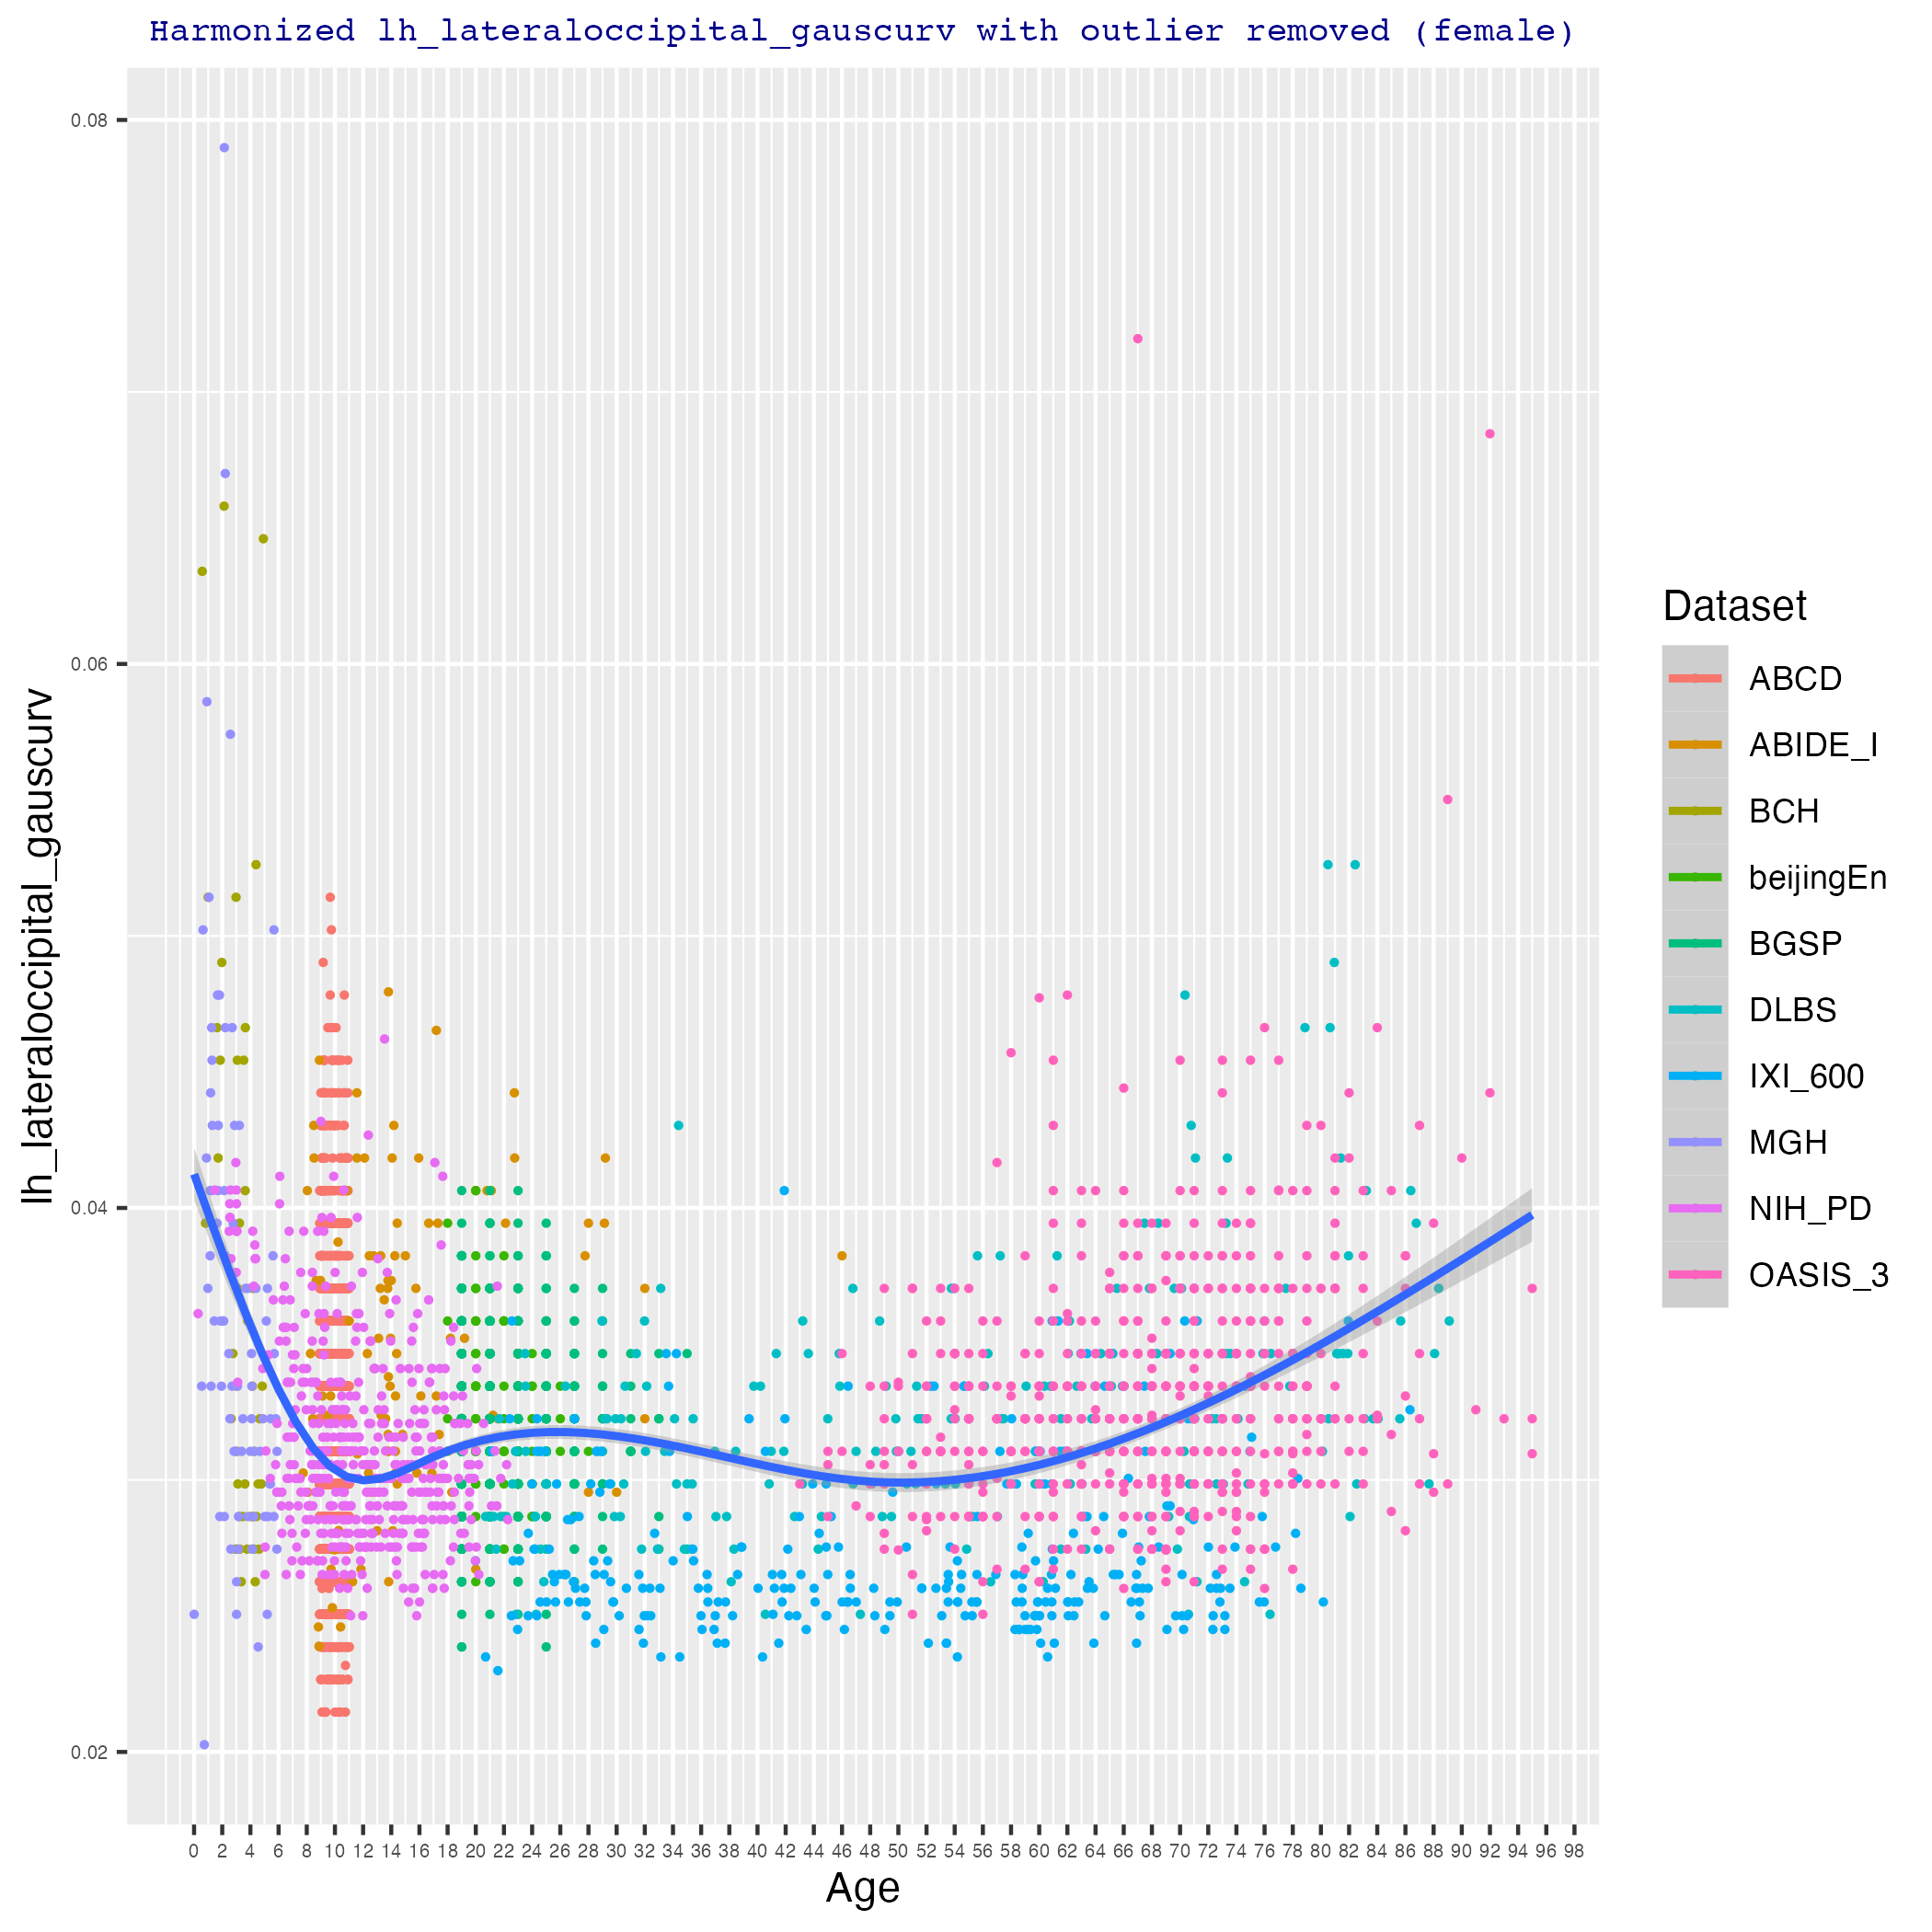 Harmonized lh_lateraloccipital_gauscurv with outlier removed (female)
lh_lateraloccipital_gauscurv
0.08
0.06
0.04
0.02
0 2 4 6 8 10 12 14 16 18 20 22 24 26 28 30 32 34 36 38 40 42 44 46 48 50 52 54 56 58 60 62 64 66 68 70 72 74 76 78 80 82 84 86 88 90 92 94 96 98
Age
Dataset
ABCD
ABIDE_I
BCH
beijingEn
BGSP
DLBS
IXI_600
MGH
NIH_PD
OASIS_3